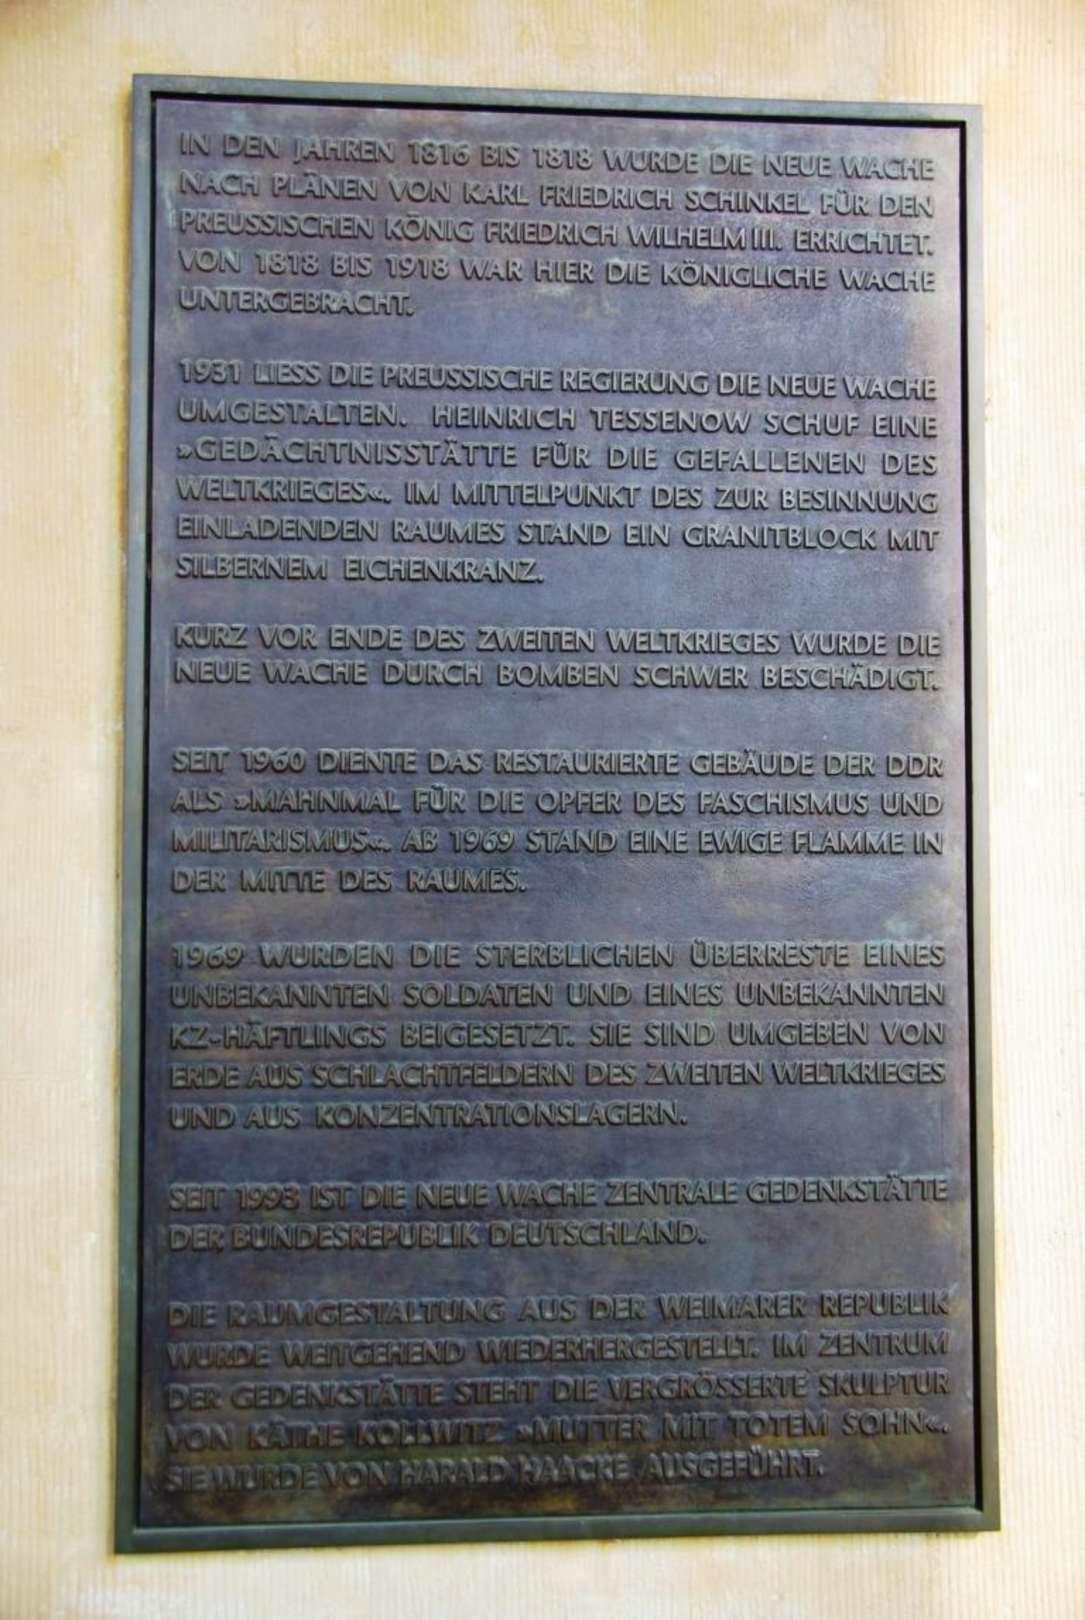 IN DEN JAHREN 1816 BIS 1818 WURDE DIE NEUE WACHE
NACH PLÄNEN VON KARL FRIEDRICH SCHINKEL FÜR DEN
PREUSSISCHEN KÖNIG FRIEDRICH WILHELM III. ERRICHTET.
VON 1818 BIS 1918 WAR HIER DIE KÖNIGLICHE WACHE
UNTERGEBRACHT.
1931 LIESS DIE PREUSSISCHE REGIERUNG DIE NEUE WACHE
UMGESTALTEN. HEINRICH TESSENOW SCHUF EINE
»GEDÄCHTNISSTÄTTE FÜR DIE GEFALLENEN DES
WELTKRIEGES«. IM MITTELPUNKT DES ZUR BESINNUNG
EINLADENDEN RAUMES STAND EIN GRANITBLOCK MIT
SILBERNEM EICHENKRANZ.
KURZ VOR ENDE DES ZWEITEN WELTKRIEGES WURDE DIE
NEUE WACHE DURCH BOMBEN SCHWER BESCHÄDIGT.
SEIT 1960 DIENTE DAS RESTAURIERTE GEBÄUDE DER DDR
ALS »MAHNMAL FÜR DIE OPFER DES FASCHISMUS UND
MILITARISMUS«. AB 1969 STAND EINE EWIGE FLAMME IN
DER MITTE DES RAUMES.
1969 WURDEN DIE STERBLICHEN ÜBERRESTE EINES
UNBEKANNTEN SOLDATEN UND EINES UNBEKANNTEN
KZ-HÄFTLINGS BEIGESETZT. SIE SIND UMGEBEN VON
ERDE AUS SCHLACHTFELDERN DES ZWEITEN WELTKRIEGES
UND AUS KONZENTRATIONSLAGERN.
SEIT 1993 IST DIE NEUE WACHE ZENTRALE GEDENKSTÄTTE
DER BUNDESREPUBLIK DEUTSCHLAND.
DIE RAUMGESTALTUNG AUS DER WEIMARER REPUBLIK
WURDE WEITGEHEND WIEDERHERGESTELLT. IM ZENTRUM
DER GEDENKSTÄTTE STEHT DIE VERGRÖSSERTE SKULPTUR
VON KÄTHE KOLLWITZ »MUTTER MIT TOTEM SOHN«.
SIE WURDE VON HARALD HAACKE AUSGEFÜHRT.